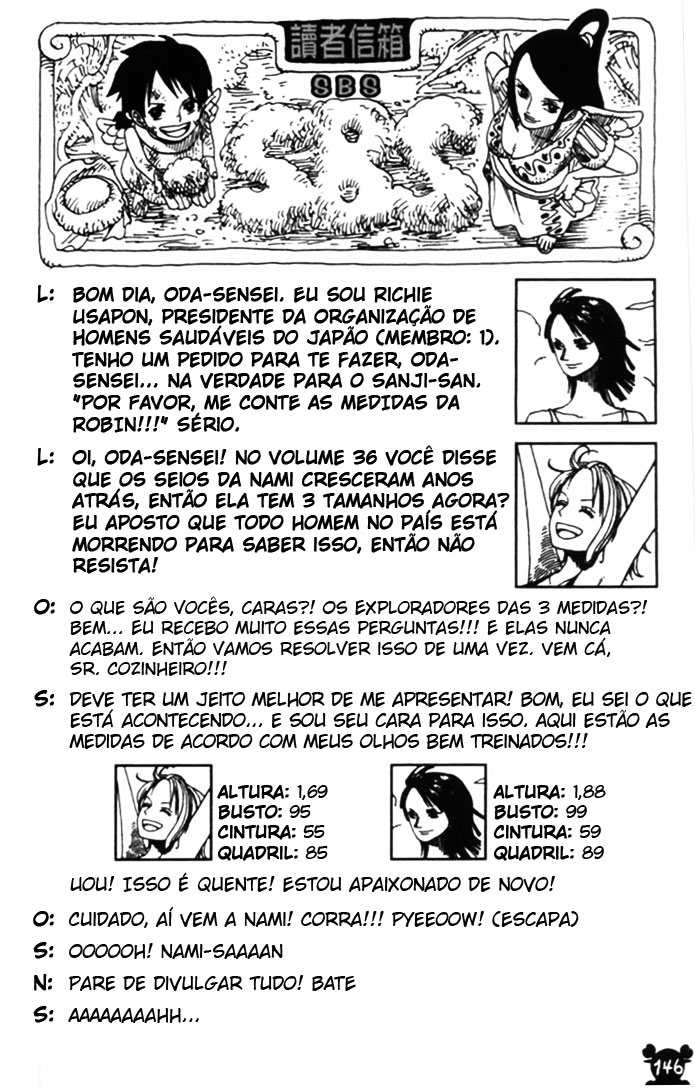 讀者信箱
SBS
SBS
L: BOM DIA, ODA-SENSEI. EU SOU RICHIE
USAPON, PRESIDENTE DA ORGANIZAÇÃO DE
HOMENS SAUDÁVEIS DO JAPÃO (MEMBRO: 1).
TENHO UM PEDIDO PARA TE FAZER, ODA-
SENSEI... NA VERDADE PARA O SANJI-SAN.
"POR FAVOR, ME CONTE AS MEDIDAS DA
ROBIN!!!" SÉRIO.
L: OI, ODA-SENSEI! NO VOLUME 36 VOCÊ DISSE
QUE OS SEIOS DA NAMI CRESCERAM ANOS
ATRÁS, ENTÃO ELA TEM 3 TAMANHOS AGORA?
EU APOSTO QUE TODO HOMEM NO PAÍS ESTÁ
MORRENDO PARA SABER ISSO, ENTÃO NÃO
RESISTA!
O: O QUE SÃO VOCÊS, CARAS?! OS EXPLORADORES DAS 3 MEDIDAS?!
BEM... EU RECEBO MUITO ESSAS PERGUNTAS!!! E ELAS NUNCA
ACABAM. ENTÃO VAMOS RESOLVER ISSO DE UMA VEZ. VEM CÁ,
SR. COZINHEIRO!!!
S: DEVE TER UM JEITO MELHOR DE ME APRESENTAR! BOM, EU SEI O QUE
ESTÁ ACONTECENDO... E SOU SEU CARA PARA ISSO. AQUI ESTÃO AS
MEDIDAS DE ACORDO COM MEUS OLHOS BEM TREINADOS!!!
ALTURA: 1,69
BUSTO: 95
CINTURA: 55
QUADRIL: 85
ALTURA: 1,88
BUSTO: 99
CINTURA: 59
QUADRIL: 89
UOU! ISSO É QUENTE! ESTOU APAIXONADO DE NOVO!
O: CUIDADO, AÍ VEM A NAMI! CORRA!!! PYEEOOW! (ESCAPA)
S: OOOOOH! NAMI-SAAAAN
N: PARE DE DIVULGAR TUDO! BATE
S: AAAAAAAAHH...
146